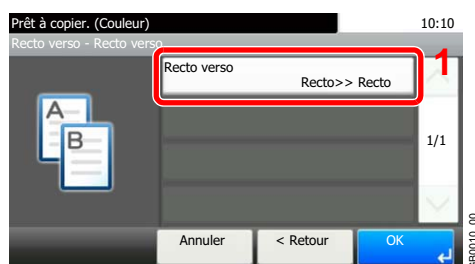 Prêt à copier. (Couleur)
10:10
Recto verso - Recto verso
Recto verso
Recto>> Recto
1
A
B
1/1
Annuler
< Retour
OK